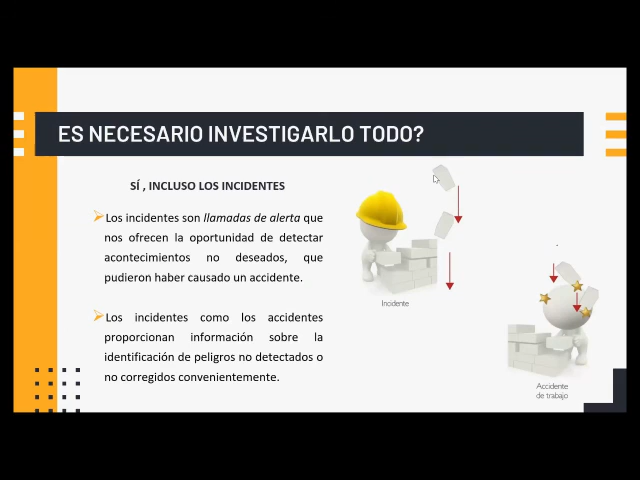 ES NECESARIO INVESTIGARLO TODO?
SÍ , INCLUSO LOS INCIDENTES
Los incidentes son llamadas de alerta que
nos ofrecen la oportunidad de detectar
acontecimientos no deseados, que
pudieron haber causado un accidente.
Los incidentes como los accidentes
proporcionan información sobre la
identificación de peligros no detectados o
no corregidos convenientemente.
Incidente
Accidente
de trabajo